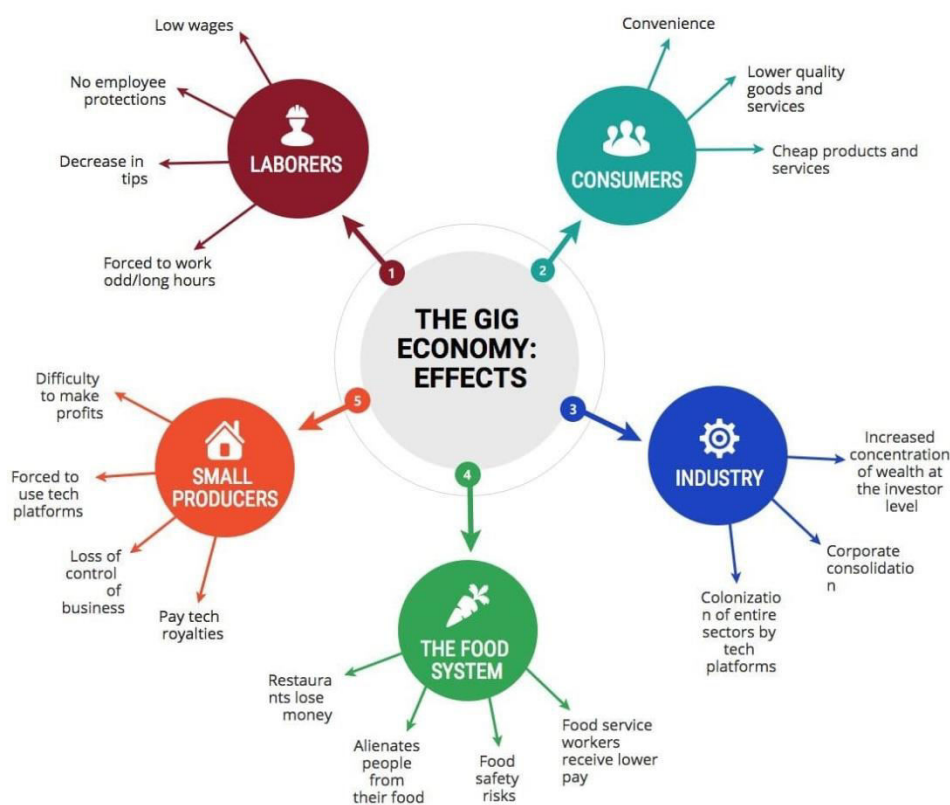 THE GIG
ECONOMY:
EFFECTS
1
LABORERS
Low wages
No employee
protections
Decrease in
tips
Forced to work
odd/long hours
2
CONSUMERS
Convenience
Lower quality
goods and
services
Cheap products and
services
3
INDUSTRY
Increased
concentration
of wealth at
the investor
level
Corporate
consolidatio
n
Colonizatio
n of entire
sectors by
tech
platforms
4
THE FOOD
SYSTEM
Restaura
nts lose
money
Alienates
people
from
their food
Food
safety
risks
Food service
workers
receive lower
pay
5
SMALL
PRODUCERS
Difficulty
to make
profits
Forced to
use tech
platforms
Loss of
control
of
business
Pay tech
royalties